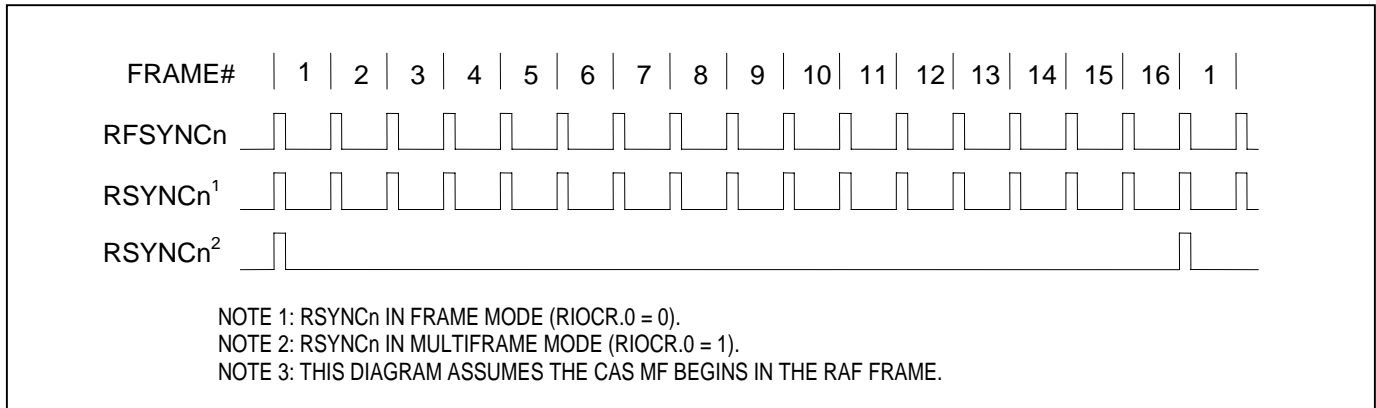 FRAME# 1 2 3 4 5 6 7 8 9 10 11 12 13 14 15 16 1
RFSYNCn
RSYNCn1
RSYNCn2
NOTE 1: RSYNCn IN FRAME MODE (RIOCR.0 = 0).
NOTE 2: RSYNCn IN MULTIFRAME MODE (RIOCR.0 = 1).
NOTE 3: THIS DIAGRAM ASSUMES THE CAS MF BEGINS IN THE RAF FRAME.